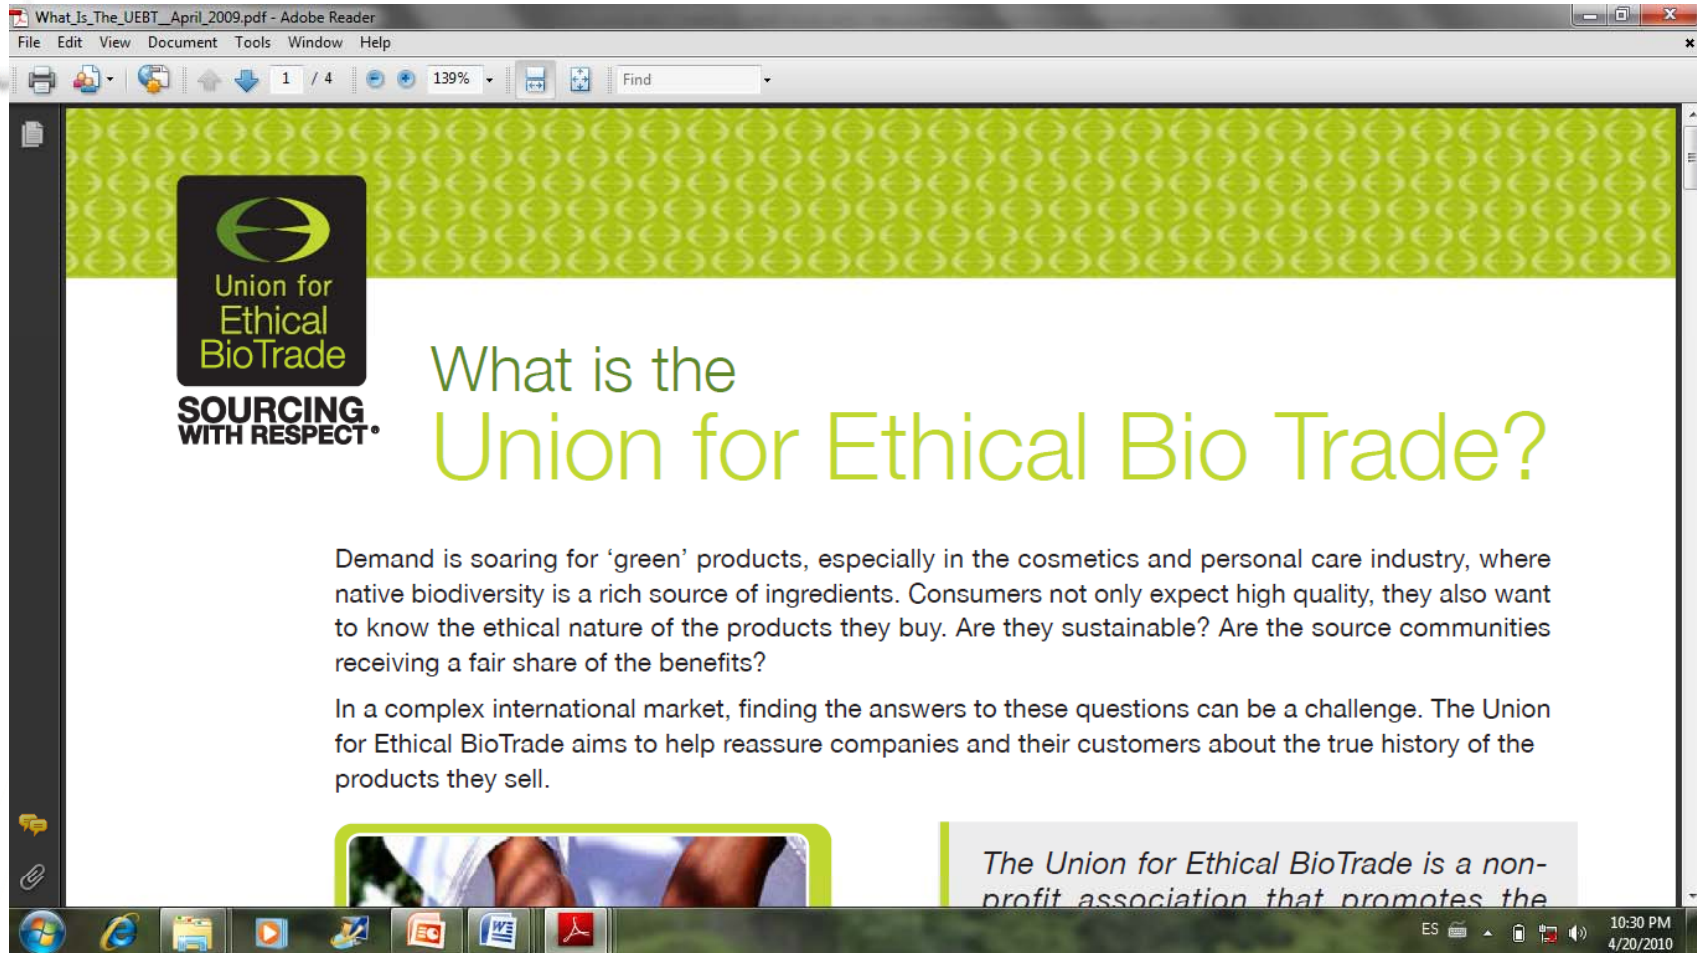 What_Is_The_UEBT__April_2009.pdf - Adobe Reader
File Edit View Document Tools Window Help
1 / 4 139% Find
Union for
Ethical
BioTrade
SOURCING
WITH RESPECT®
What is the
Union for Ethical Bio Trade?
Demand is soaring for ‘green’ products, especially in the cosmetics and personal care industry, where
native biodiversity is a rich source of ingredients. Consumers not only expect high quality, they also want
to know the ethical nature of the products they buy. Are they sustainable? Are the source communities
receiving a fair share of the benefits?
In a complex international market, finding the answers to these questions can be a challenge. The Union
for Ethical BioTrade aims to help reassure companies and their customers about the true history of the
products they sell.
The Union for Ethical BioTrade is a non-
profit association that promotes the
ES
10:30 PM
4/20/2010